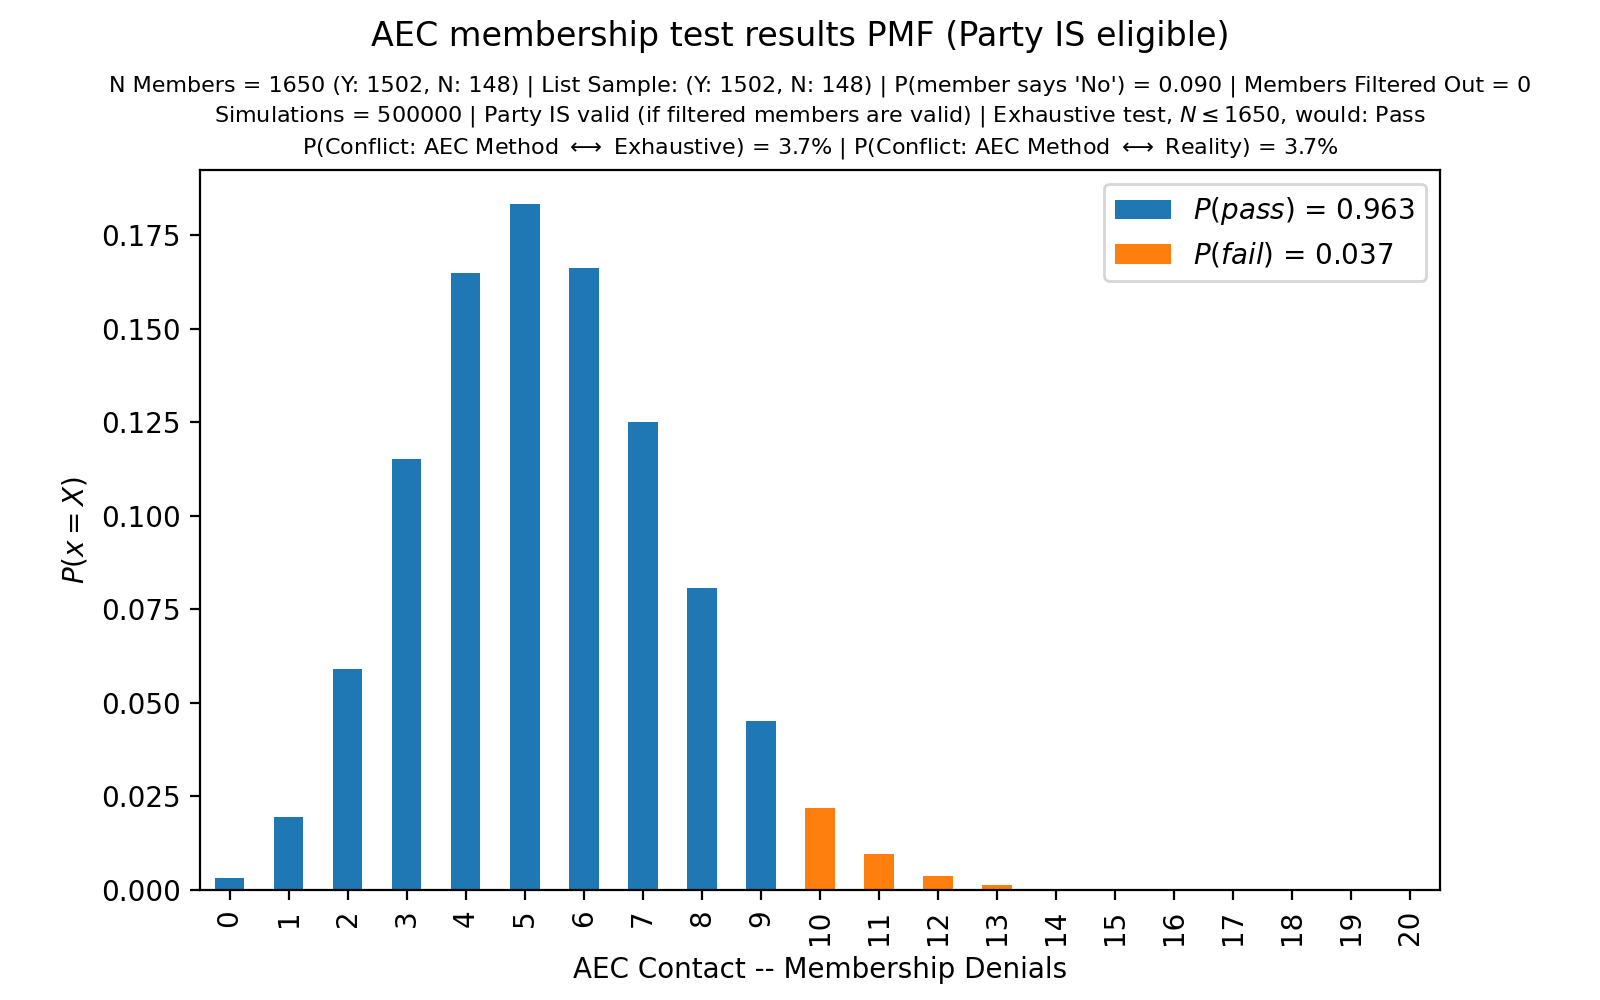 AEC membership test results PMF (Party IS eligible)
N Members = 1650 (Y: 1502, N: 148) | List Sample: (Y: 1502, N: 148) | P(member says 'No') = 0.090 | Members Filtered Out = 0
Simulations = 500000 | Party IS valid (if filtered members are valid) | Exhaustive test, N ≤ 1650, would: Pass
P(Conflict: AEC Method ⟷ Exhaustive) = 3.7% | P(Conflict: AEC Method ⟷ Reality) = 3.7%
P(pass) = 0.963
P(fail) = 0.037
0.175
0.150
0.125
0.100
0.075
0.050
0.025
0.000
P(x = X)
0 1 2 3 4 5 6 7 8 9 10 11 12 13 14 15 16 17 18 19 20
AEC Contact -- Membership Denials